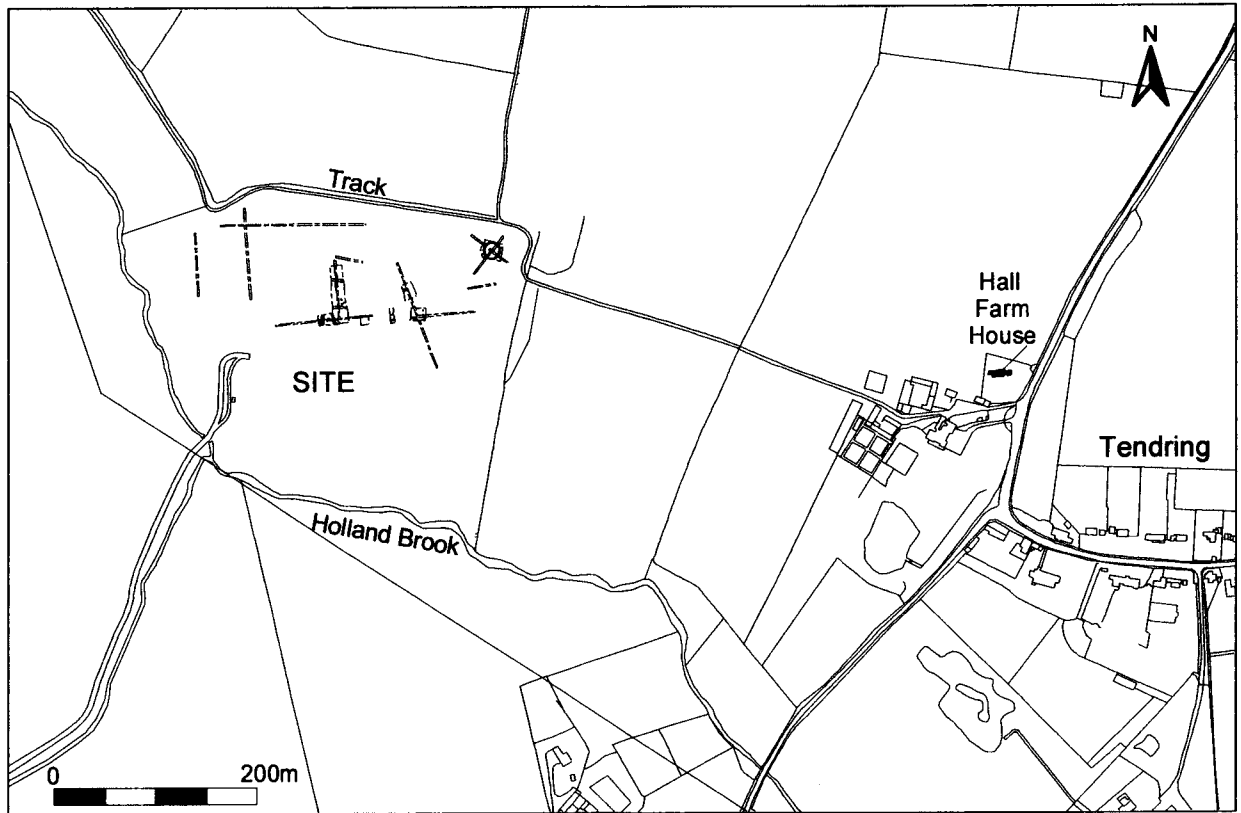 N
Track
Hall
Farm
House
SITE
Tendring
Holland Brook
0 200m